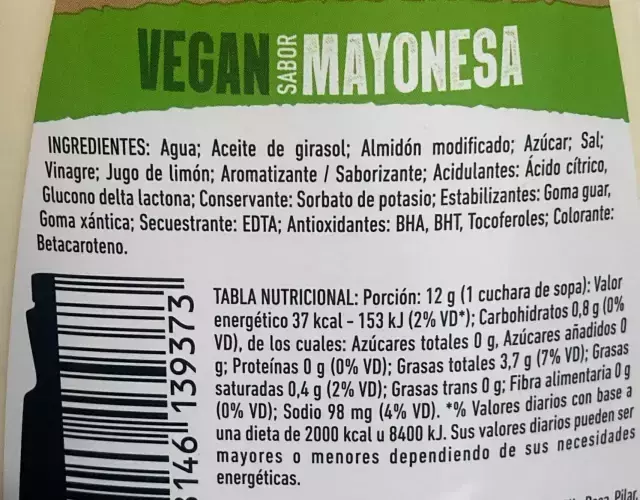 VEGAN SABOR MAYONESA
INGREDIENTES: Agua; Aceite de girasol; Almidón modificado; Azúcar; Sal;
Vinagre; Jugo de limón; Aromatizante / Saborizante; Acidulantes: Ácido cítrico,
Glucono delta lactona; Conservante: Sorbato de potasio; Estabilizantes: Goma guar,
Goma xántica; Secuestrante: EDTA; Antioxidantes: BHA, BHT, Tocoferoles; Colorante:
Betacaroteno.
TABLA NUTRICIONAL: Porción: 12 g (1 cuchara de sopa): Valor
energético 37 kcal - 153 kJ (2% VD*); Carbohidratos 0,8 g (0%
VD), de los cuales: Azúcares totales 0 g, Azúcares añadidos 0
g; Proteínas 0 g (0% VD); Grasas totales 3,7 g (7% VD); Grasas
saturadas 0,4 g (2% VD); Grasas trans 0 g; Fibra alimentaria 0 g
(0% VD); Sodio 98 mg (4% VD). *% Valores diarios con base a
una dieta de 2000 kcal u 8400 kJ. Sus valores diarios pueden ser
mayores o menores dependiendo de sus necesidades
energéticas.
146 139373
Pilar,